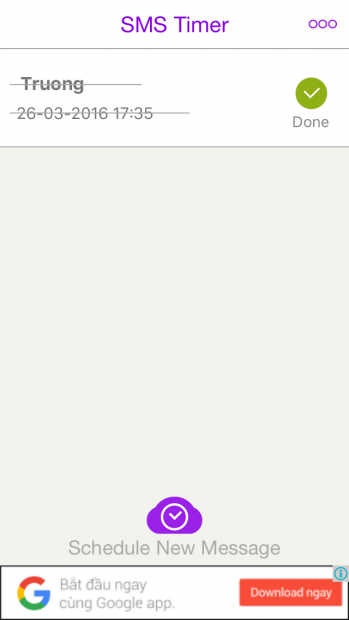 SMS Timer
Truong
26-03-2016 17:35
Done
Schedule New Message
Bắt đầu ngay
cùng Google app.
Download ngay